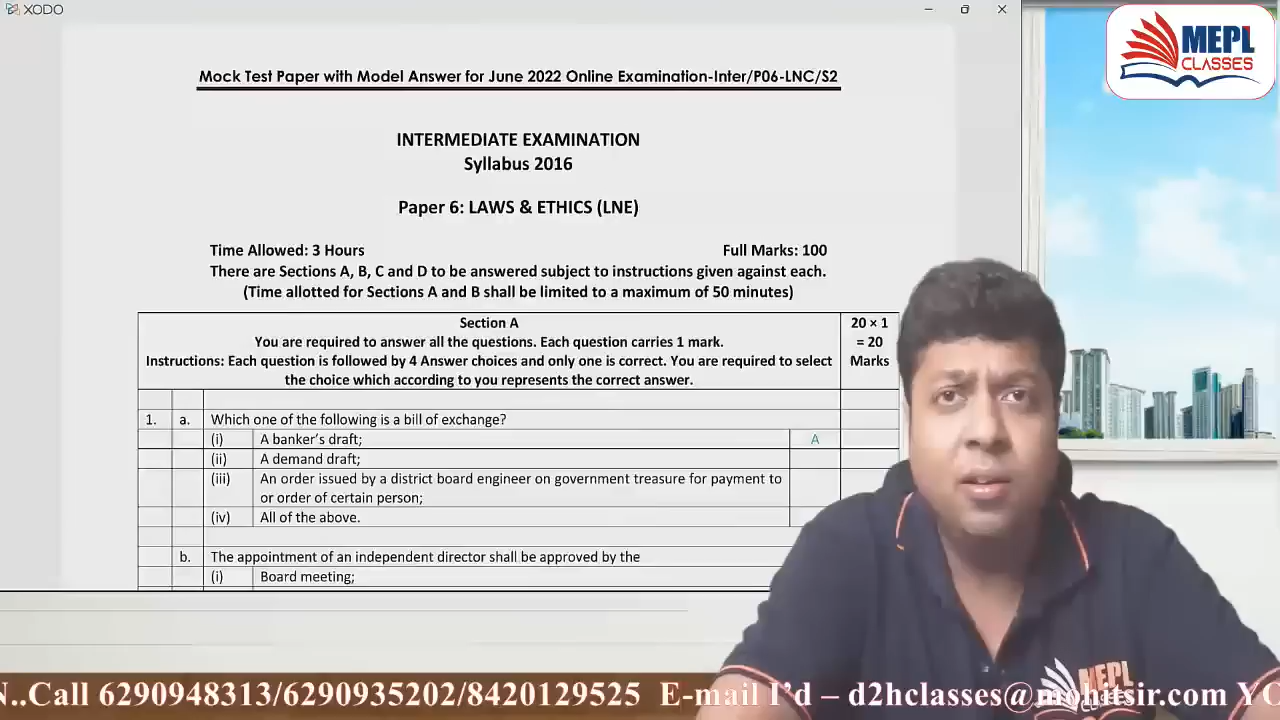 XODO
MEPL
CLASSES
Mock Test Paper with Model Answer for June 2022 Online Examination-Inter/P06-LNC/S2
INTERMEDIATE EXAMINATION
Syllabus 2016
Paper 6: LAWS & ETHICS (LNE)
Time Allowed: 3 Hours Full Marks: 100
There are Sections A, B, C and D to be answered subject to instructions given against each.
(Time allotted for Sections A and B shall be limited to a maximum of 50 minutes)
Section A 20 × 1
You are required to answer all the questions. Each question carries 1 mark. = 20
Instructions: Each question is followed by 4 Answer choices and only one is correct. You are required to select Marks
the choice which according to you represents the correct answer.
1. a. Which one of the following is a bill of exchange?
(i) A banker's draft; A
(ii) A demand draft;
(iii) An order issued by a district board engineer on government treasure for payment to
or order of certain person;
(iv) All of the above.
b. The appointment of an independent director shall be approved by the
(i) Board meeting;
MEPL
N..Call 6290948313/6290935202/8420129525 E-mail I'd – d2hclasses@mohitsir.com YC